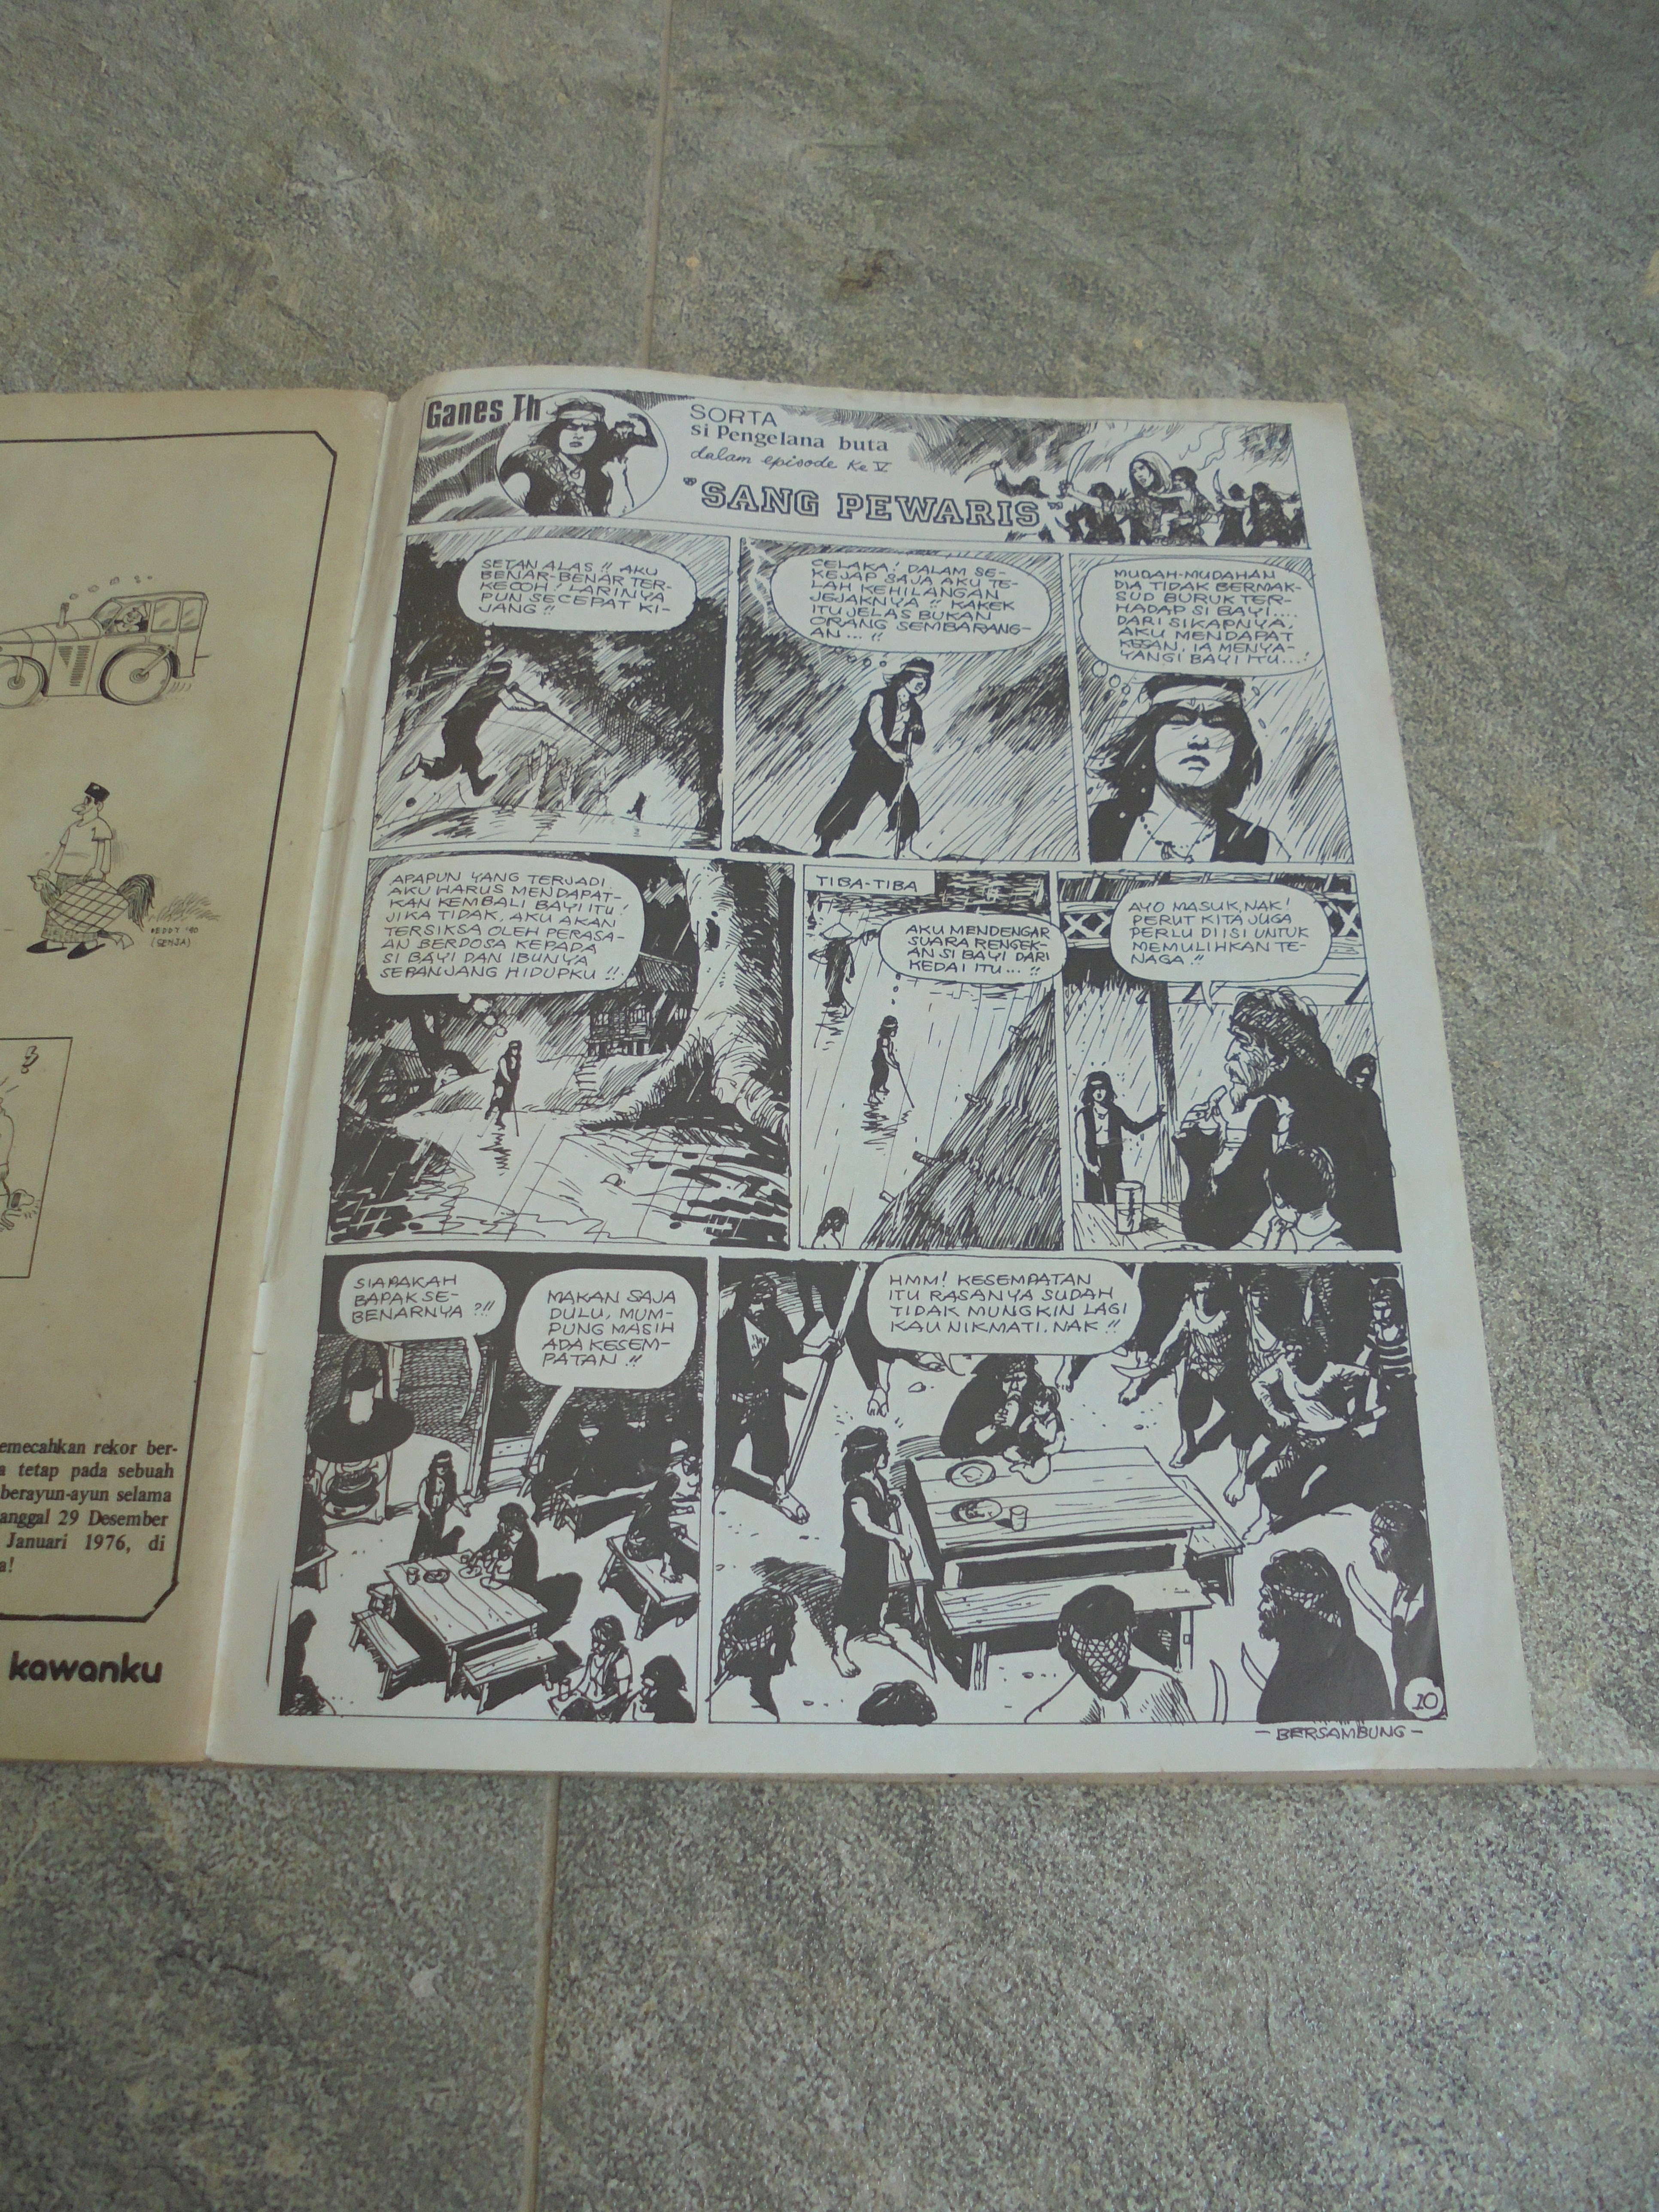 •EDDY '80
(SENJA)
emecahkan rekor ber-
a tetap pada sebuah
berayun-ayun selama
anggal 29 Desember
Januari 1976, di
a!
kawanku
Ganes Th
SORTA
si Pengelana buta
dalam episode Ke V
"SANG PEWARIS"
SETAN ALAS !! AKU
BENAR-BENAR TER-
KECOH ! LARINYA
PUN SECEPAT KI-
JANG !!
CELAKA ! DALAM SE-
KEJAP SAJA AKU TE-
LAH KEHILANGAN
JEJAKNYA !! KAKEK
ITU JELAS BUKAN
ORANG SEMBARANG-
AN ... !!
MUDAH-MUDAHAN
DIA TIDAK BERMAK-
SUD BURUK TER-
HADAP SI BAYI....
DARI SIKAPNYA,
AKU MENDAPAT
KESAN, IA MENYA-
YANGI BAYI ITU...!
APAPUN YANG TERJADI,
AKU HARUS MENDAPAT-
KAN KEMBALI BAYI ITU !
JIKA TIDAK, AKU AKAN
TERSIKSA OLEH PERASA-
AN BERDOSA KEPADA
SI BAYI DAN IBUNYA
SEPANJANG HIDUPKU !!
TIBA-TIBA
AKU MENDENGAR
SUARA RENGEK-
AN SI BAYI DARI
KEDAI ITU ... !!
AYO MASUK, NAK !
PERUT KITA JUGA
PERLU DIISI UNTUK
MEMULIHKAN TE-
NAGA !!
SIAPAKAH
BAPAK SE-
BENARNYA ?!!
MAKAN SAJA
DULU, MUM-
PUNG MASIH
ADA KESEM-
PATAN !!
HMM ! KESEMPATAN
ITU RASANYA SUDAH
TIDAK MUNGKIN LAGI
KAU NIKMATI. NAK !!
10
- BERSAMBUNG -